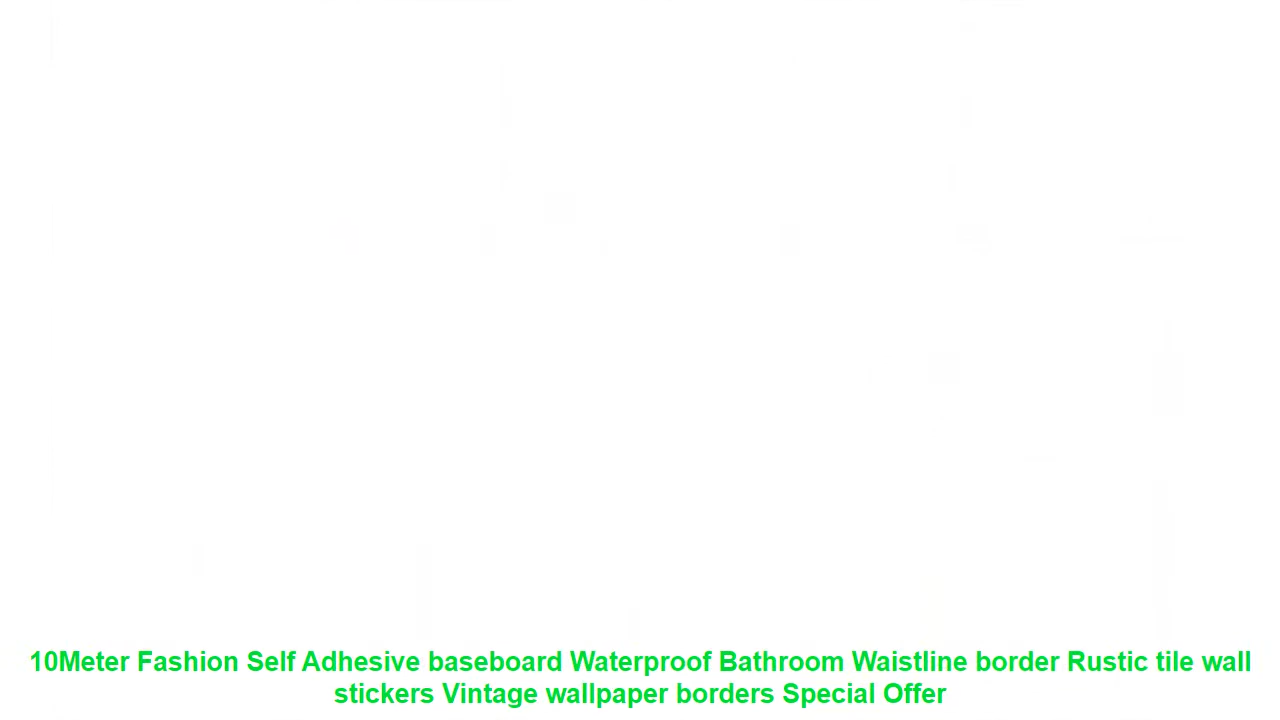 10Meter Fashion Self Adhesive baseboard Waterproof Bathroom Waistline border Rustic tile wall
stickers Vintage wallpaper borders Special Offer